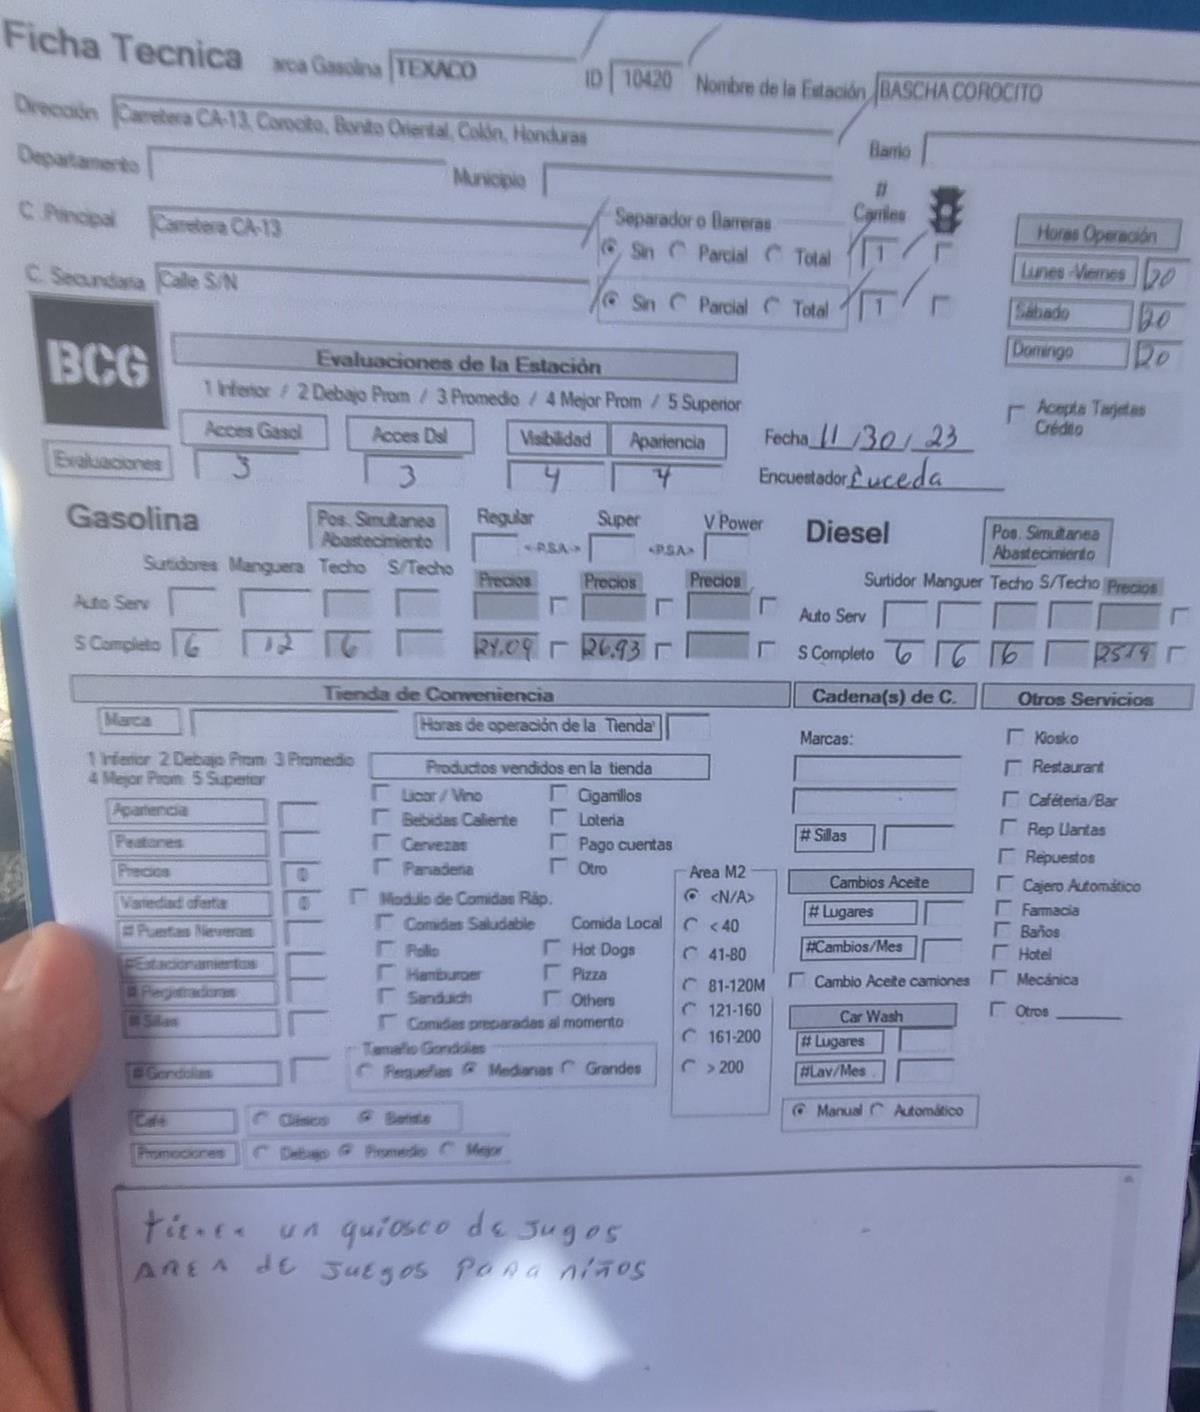 Ficha Tecnica arca Gasolina TEXACO ID 10420 Nombre de la Estación BASCHA COROCITO
Dirección Carretera CA-13, Corocito, Bonito Oriental, Colón, Honduras
Departamento Municipio Barrio
C .Principal Carretera CA-13 Separador o Barreras # Carriles
Sin Parcial Total 1
Horas Operación
C. Secundaria Calle S/N Sin Parcial Total 1
Lunes -Viernes 20
Sábado 20
Domingo 20
BCG
Evaluaciones de la Estación
1 Inferior / 2 Debajo Prom / 3 Promedio / 4 Mejor Prom / 5 Superior
Acepta Tarjetas Crédito
Acces Gasol Acces Dsl Visibilidad Apariencia Fecha 11/30/23
Evaluaciones 3 3 4 4 Encuestador Euceda
Gasolina Pos. Simultanea Abastecimiento Regular <-P.S.A-> Super <P.S.A> V Power
Surtidores Manguera Techo S/Techo Precios Precios Precios
Auto Serv
S Completo 6 12 6 24.09 26.93
Diesel Pos. Simultanea Abastecimiento
Surtidor Manguer Techo S/Techo Precios
Auto Serv
S Completo 6 6 6
Tienda de Conveniencia
Marca Horas de operación de la Tienda
1 Inferior 2 Debajo Prom 3 Promedio
4 Mejor Prom 5 Superior
Apariencia
Peatones
Precios 0
Variedad oferta 0
# Puertas Neveras
#Estacionamientos
# Registradoras
# Sillas
# Gondolas
Productos vendidos en la tienda
Licor / Vino Cigarrillos
Bebidas Caliente Loteria
Cervezas Pago cuentas
Panaderia Otro
Modulo de Comidas Ráp.
Comidas Saludable Comida Local
Pollo Hot Dogs
Hamburger Pizza
Sanduich Others
Comidas preparadas al momento
Tamaño Gondolas
Pequeñas Medianas Grandes
Area M2
<N/A>
< 40
41-80
81-120M
121-160
161-200
> 200
Café Clásico Barista
Promociones Debajo Promedio Mejor
Cadena(s) de C.
Marcas:
# Sillas
Cambios Aceite
# Lugares
#Cambios/Mes
Cambio Aceite camiones
Car Wash
# Lugares
#Lav/Mes
Manual Automático
Otros Servicios
Kiosko
Restaurant
Caféteria/Bar
Rep Llantas
Repuestos
Cajero Automático
Farmacia
Baños
Hotel
Mecánica
Otros
tienen un quiosco de jugos
AREA de JUEGOS PARA niños